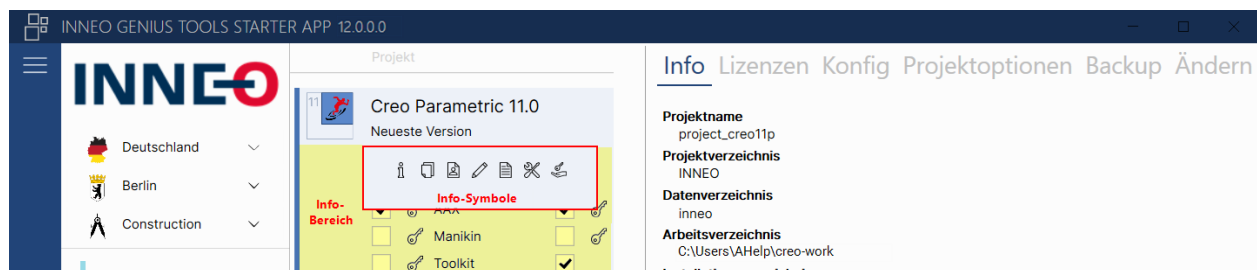 INNEO GENIUS TOOLS STARTER APP 12.0.0.0
INNEO
Deutschland
Berlin
Construction
Projekt
11
Creo Parametric 11.0
Neueste Version
Info-Symbole
Info-
Bereich
AAX
Manikin
Toolkit
Info Lizenzen Konfig Projektoptionen Backup Ändern
Projektname
project_creo11p
Projektverzeichnis
INNEO
Datenverzeichnis
inneo
Arbeitsverzeichnis
C:\Users\AHelp\creo-work